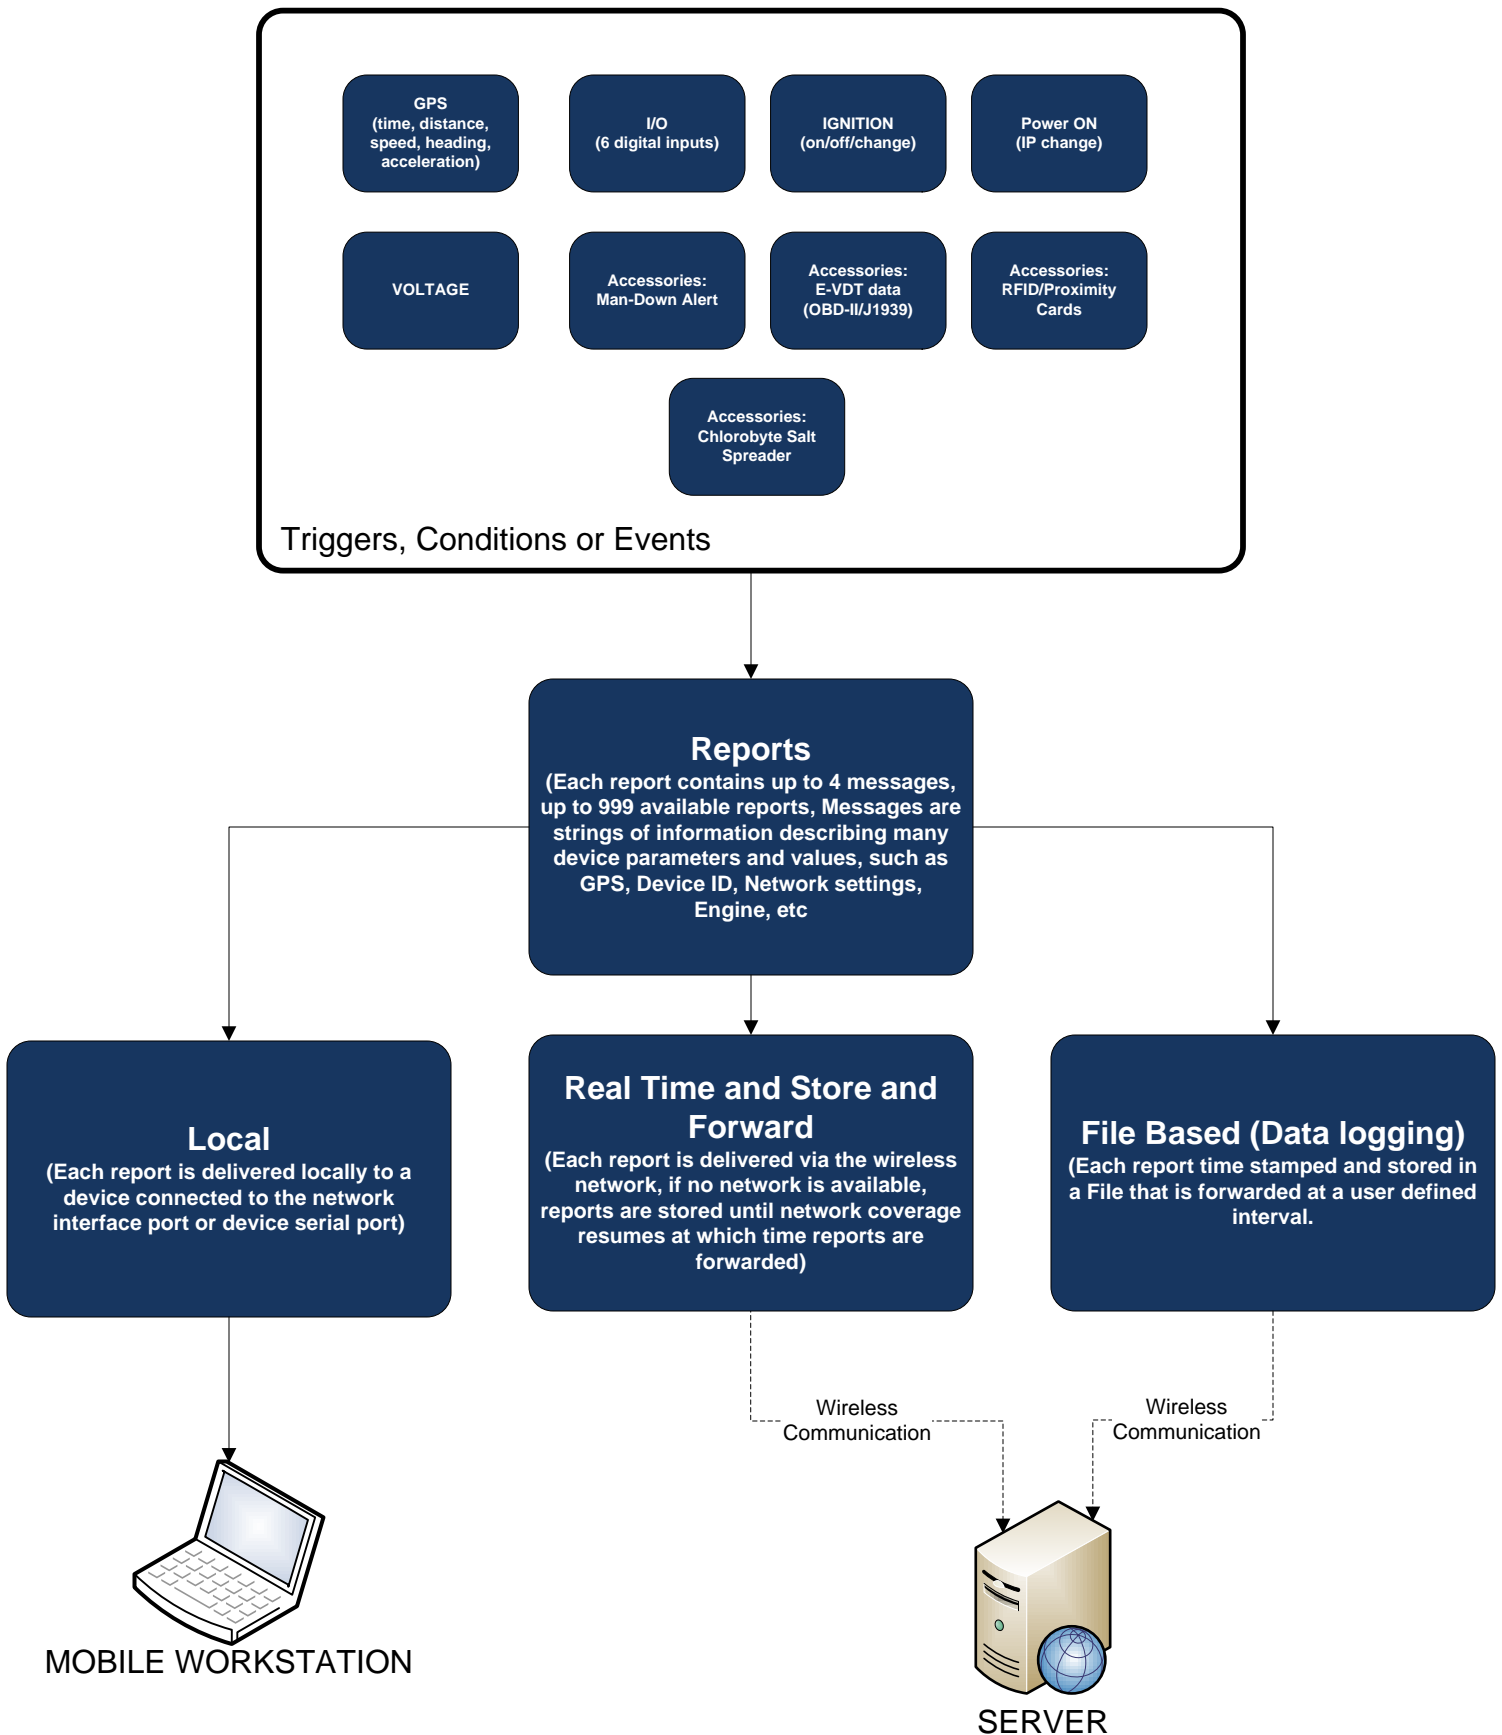 GPS
(time, distance,
speed, heading,
acceleration)
I/O
(6 digital inputs)
IGNITION
(on/off/change)
Power ON
(IP change)
VOLTAGE
Accessories:
Man-Down Alert
Accessories:
E-VDT data
(OBD-II/J1939)
Accessories:
RFID/Proximity
Cards
Accessories:
Chlorobyte Salt
Spreader
Triggers, Conditions or Events
Reports
(Each report contains up to 4 messages,
up to 999 available reports, Messages are
strings of information describing many
device parameters and values, such as
GPS, Device ID, Network settings,
Engine, etc
Local
(Each report is delivered locally to a
device connected to the network
interface port or device serial port)
Real Time and Store and
Forward
(Each report is delivered via the wireless
network, if no network is available,
reports are stored until network coverage
resumes at which time reports are
forwarded)
File Based (Data logging)
(Each report time stamped and stored in
a File that is forwarded at a user defined
interval.
Wireless
Communication
Wireless
Communication
MOBILE WORKSTATION
SERVER